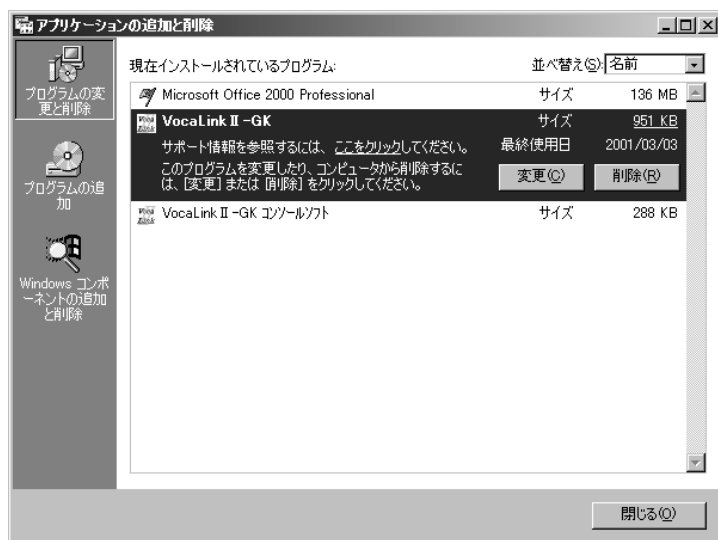 アプリケーションの追加と削除
プログラムの変
更と削除
プログラムの追
加
Windows コンポ
ーネントの追加
と削除
現在インストールされているプログラム: 並べ替え(S): 名前
Microsoft Office 2000 Professional サイズ 136 MB
VocaLinkⅡ-GK サイズ 951 KB
サポート情報を参照するには、ここをクリックしてください。 最終使用日 2001/03/03
このプログラムを変更したり、コンピュータから削除するに
は、[変更] または [削除] をクリックしてください。 変更(C) 削除(R)
VocaLinkⅡ-GK コンソールソフト サイズ 288 KB
閉じる(O)